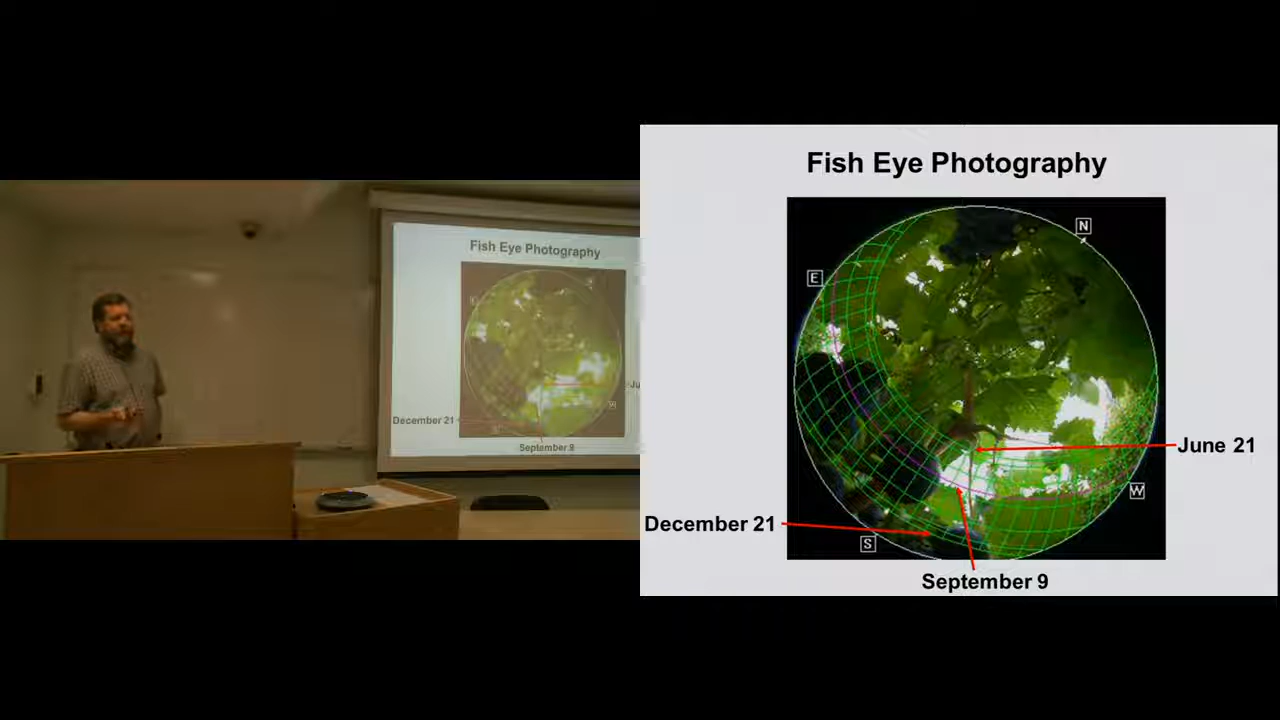 Fish Eye Photography
December 21
September 9
Fish Eye Photography
N
E
June 21
W
December 21
S
September 9